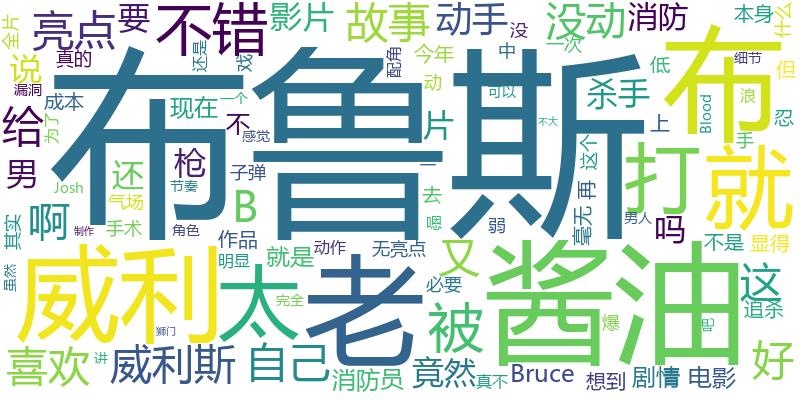 全片 亮点 要 不错 影片 故事 动手 没动 消防 本身 什么
说 真的 还是 戏 配角 今年 没 一次 但
漏洞 成本 现在 布鲁斯 中 动 低 布 细节
给 为了 一个 不 片 可以 杀手 Blood 浪 忍
男 还 枪 感觉 子弹 一 打 上 手 就
Josh 气场 节奏 B 去 这个 不大
啊 手术 角色 作品 嗯 弱 毫无 再 男人 吗
其实 制作 明显 就是 动作 无亮点 又 不是 显得
虽然 威利 太 老 必要 酱油 这 追杀
狮门 完全 被 爆 吧
喜欢 讲 威利斯 自己 消防员 竟然 真不 Bruce 想到 剧情 电影 好